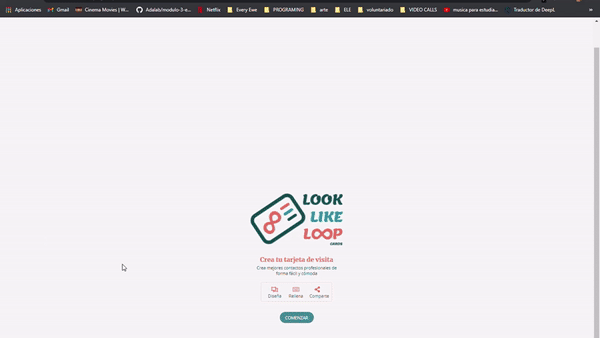 Aplicaciones Gmail Cinema Movies | W... Adalab/modulo-3-e... Netflix Every Ewe PROGRAMING arte ELE voluntariado VIDEO CALLS musica para estudia... Traductor de DeepL »
LOOK
LIKE
LOOP
CARDS
Crea tu tarjeta de visita
Crea mejores contactos profesionales de
forma fácil y cómoda
Diseña Rellena Comparte
COMENZAR